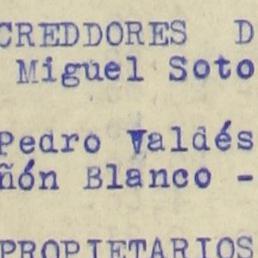 CREDDORES D
Miguel Soto
Pedro Valdés
ñón Blanco -
PROPIETARIOS